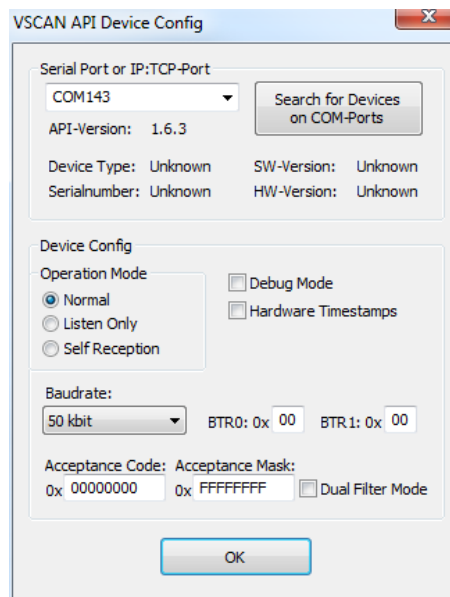 VSCAN API Device Config
Serial Port or IP:TCP-Port
COM143
Search for Devices
on COM-Ports
API-Version: 1.6.3
Device Type: Unknown SW-Version: Unknown
Serialnumber: Unknown HW-Version: Unknown
Device Config
Operation Mode
Normal
Listen Only
Self Reception
Debug Mode
Hardware Timestamps
Baudrate:
50 kbit BTR0: 0x 00 BTR1: 0x 00
Acceptance Code: Acceptance Mask:
0x 00000000 0x FFFFFFFF Dual Filter Mode
OK